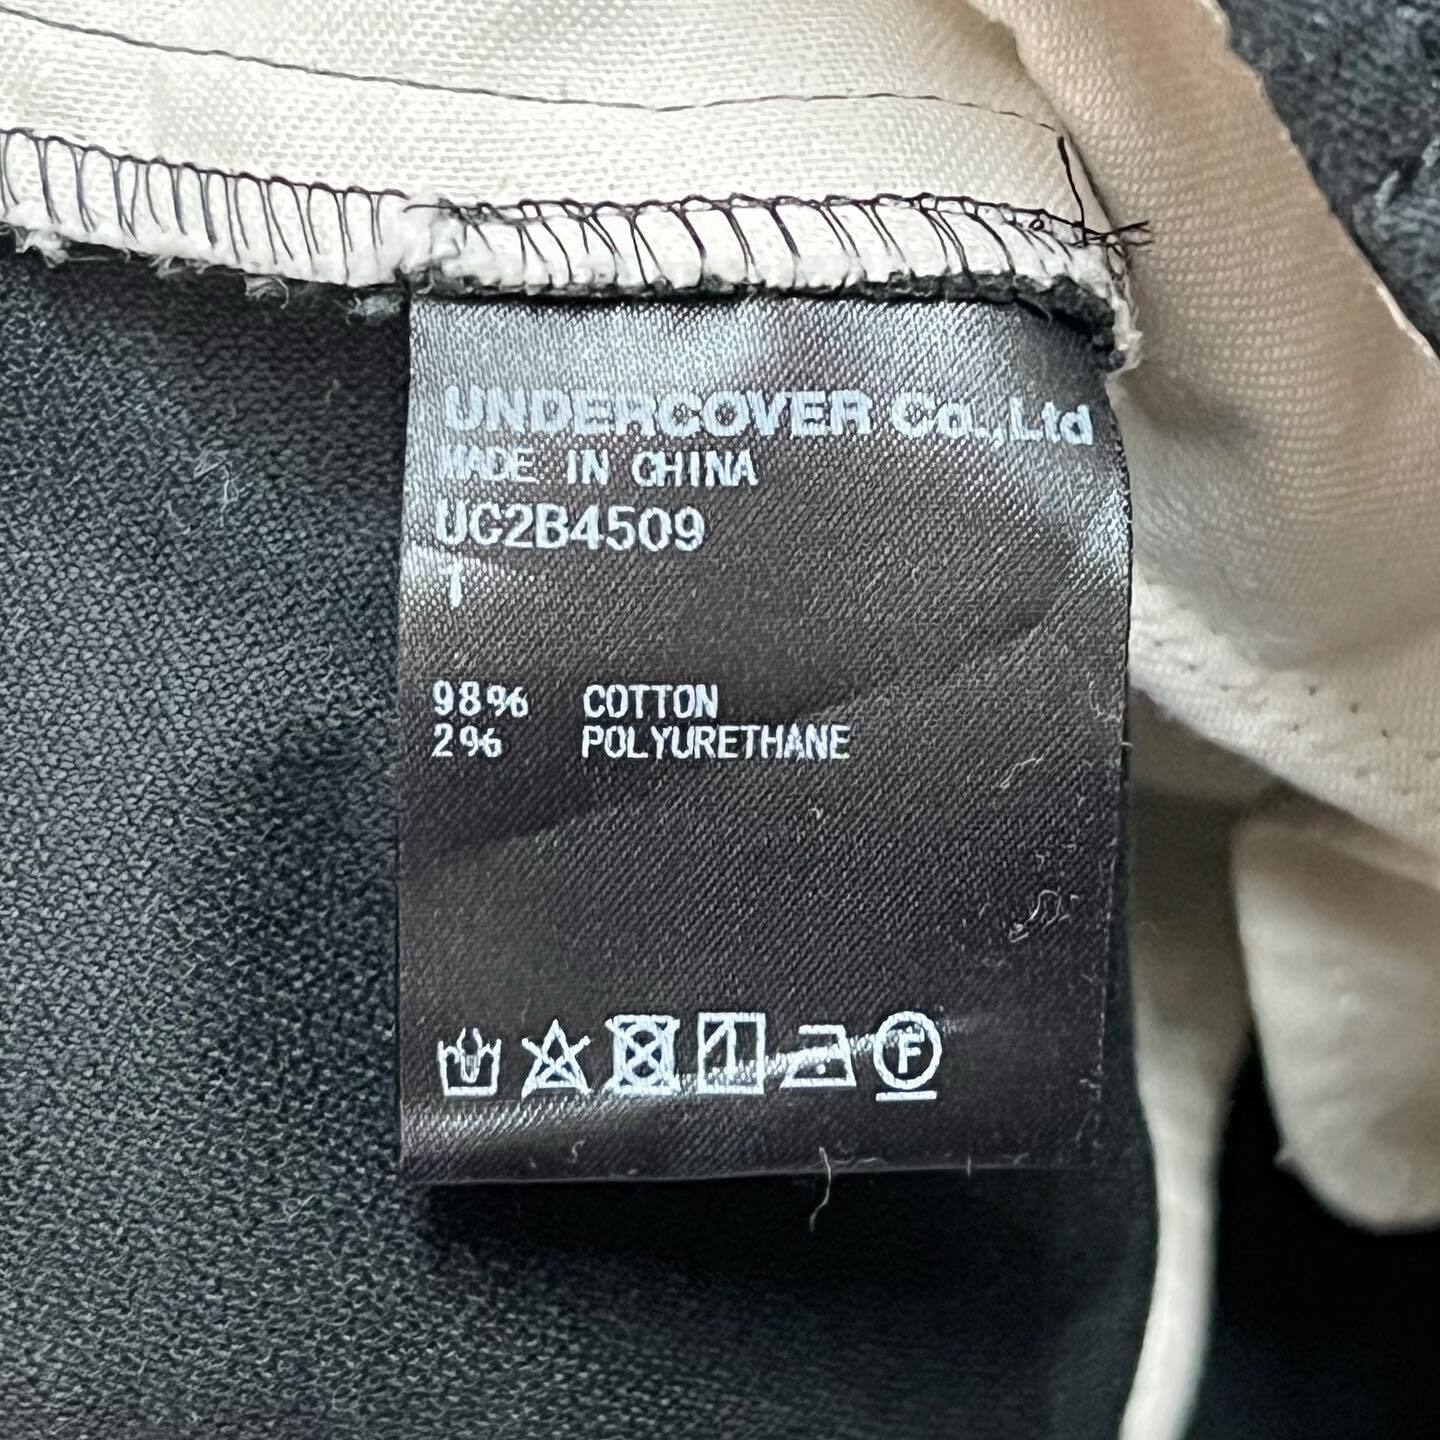 UNDERCOVER Co.,Ltd
MADE IN CHINA
UC2B4509
1
98% COTTON
2% POLYURETHANE
F